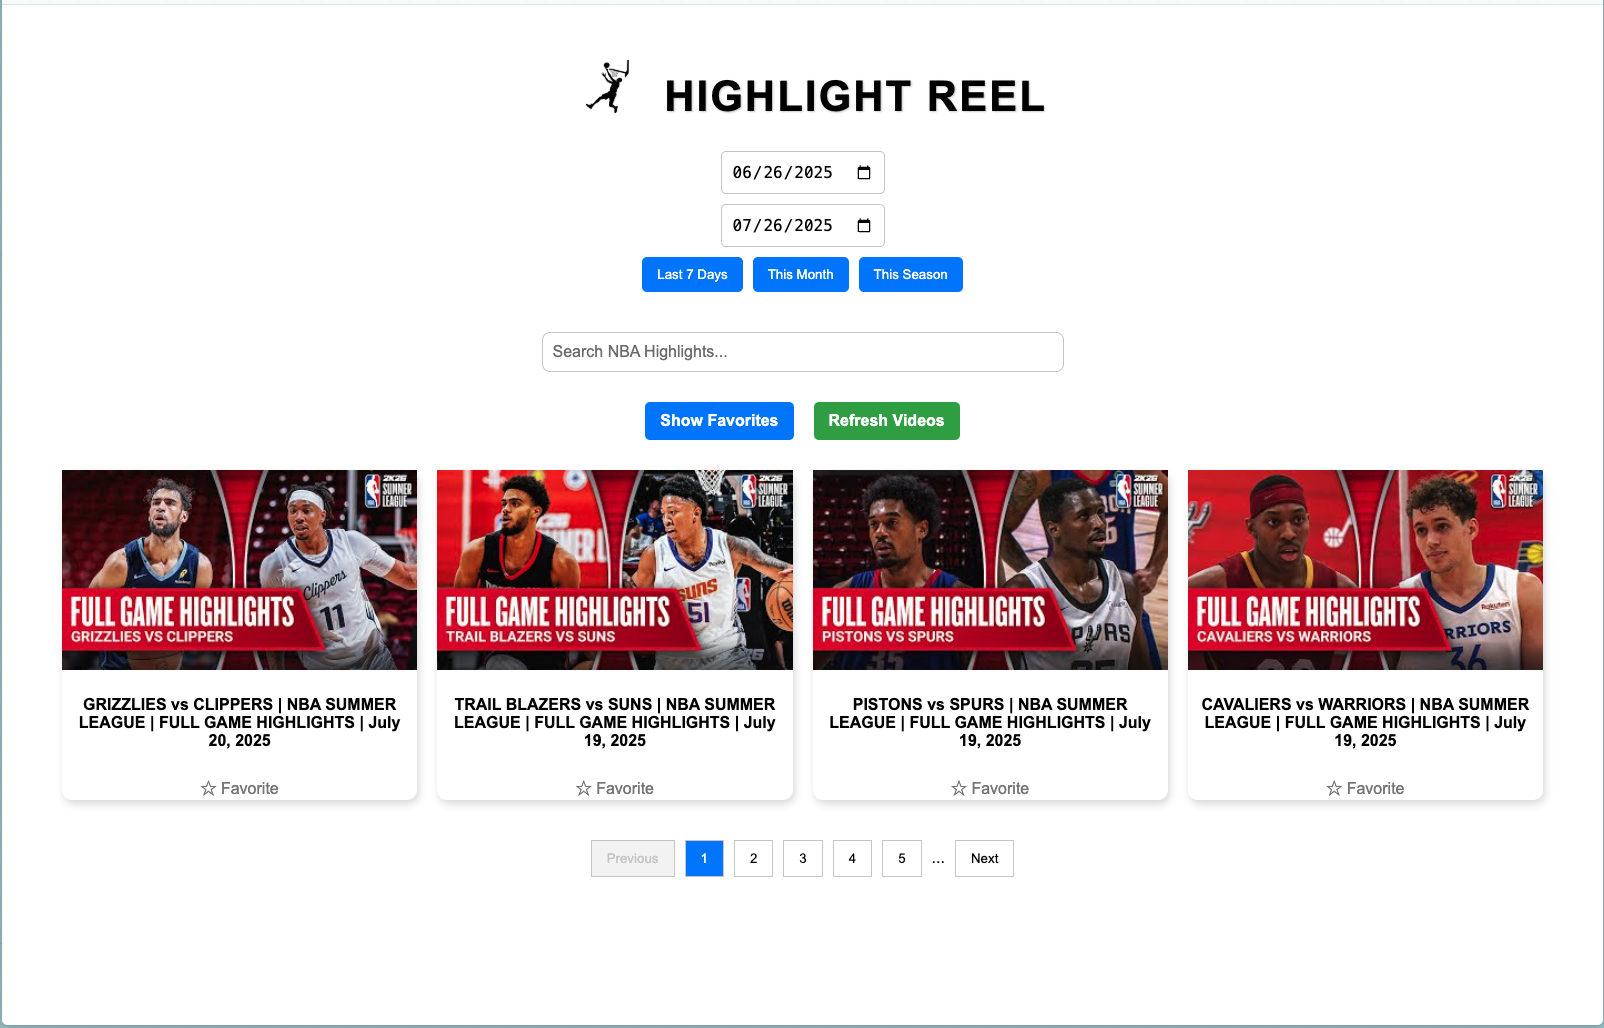 HIGHLIGHT REEL
06/26/2025
07/26/2025
Last 7 Days This Month This Season
Search NBA Highlights...
Show Favorites Refresh Videos
2K26
SUMMER
LEAGUE
Clippers
11
FULL GAME HIGHLIGHTS
GRIZZLIES VS CLIPPERS
GRIZZLIES vs CLIPPERS | NBA SUMMER
LEAGUE | FULL GAME HIGHLIGHTS | July
20, 2025
☆ Favorite
2K26
SUMMER
LEAGUE
SUNS
51
FULL GAME HIGHLIGHTS
TRAIL BLAZERS VS SUNS
TRAIL BLAZERS vs SUNS | NBA SUMMER
LEAGUE | FULL GAME HIGHLIGHTS | July
19, 2025
☆ Favorite
2K26
SUMMER
LEAGUE
FULL GAME HIGHLIGHTS
PISTONS VS SPURS
35
PISTONS vs SPURS | NBA SUMMER
LEAGUE | FULL GAME HIGHLIGHTS | July
19, 2025
☆ Favorite
2K26
SUMMER
LEAGUE
Rakuten
RRIORS
36
FULL GAME HIGHLIGHTS
CAVALIERS VS WARRIORS
CAVALIERS vs WARRIORS | NBA SUMMER
LEAGUE | FULL GAME HIGHLIGHTS | July
19, 2025
☆ Favorite
Previous 1 2 3 4 5 ... Next